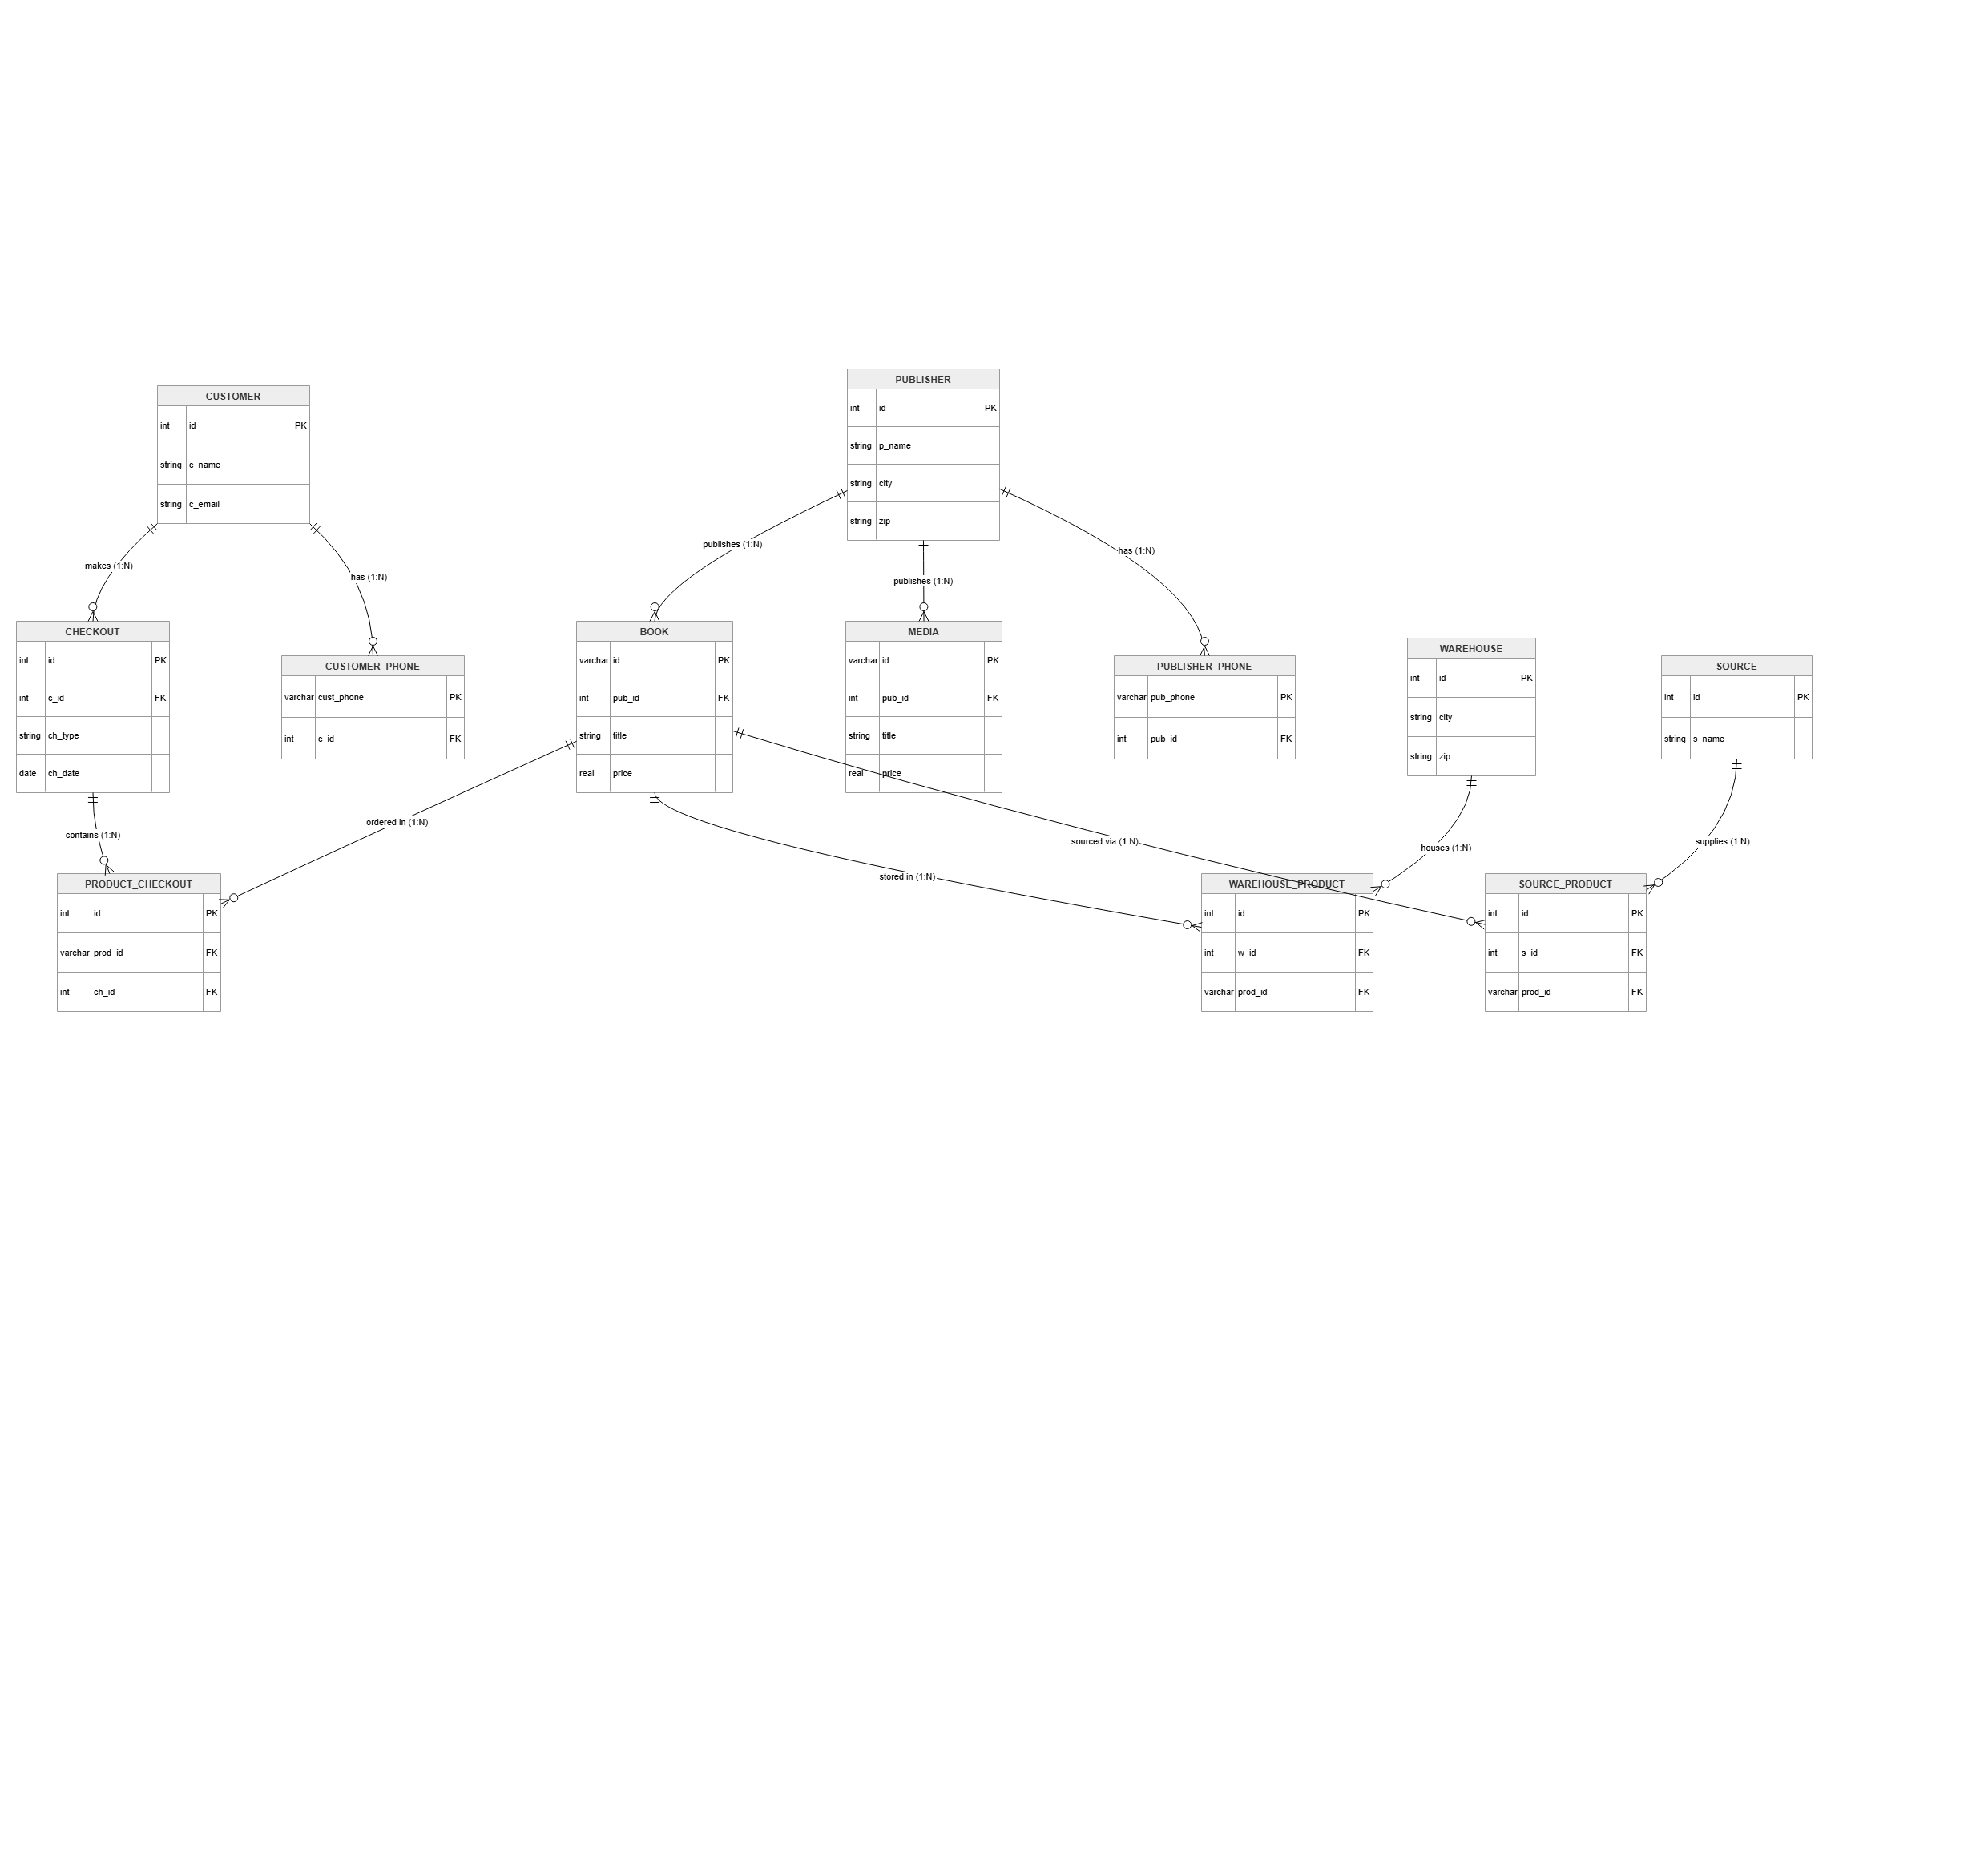 CUSTOMER
int id PK
string c_name
string c_email
PUBLISHER
int id PK
string p_name
string city
string zip
makes (1:N)
has (1:N)
publishes (1:N)
publishes (1:N)
has (1:N)
CHECKOUT
int id PK
int c_id FK
string ch_type
date ch_date
CUSTOMER_PHONE
varchar cust_phone PK
int c_id FK
BOOK
varchar id PK
int pub_id FK
string title
real price
MEDIA
varchar id PK
int pub_id FK
string title
real price
PUBLISHER_PHONE
varchar pub_phone PK
int pub_id FK
WAREHOUSE
int id PK
string city
string zip
SOURCE
int id PK
string s_name
contains (1:N)
ordered in (1:N)
stored in (1:N)
sourced via (1:N)
houses (1:N)
supplies (1:N)
PRODUCT_CHECKOUT
int id PK
varchar prod_id FK
int ch_id FK
WAREHOUSE_PRODUCT
int id PK
int w_id FK
varchar prod_id FK
SOURCE_PRODUCT
int id PK
int s_id FK
varchar prod_id FK